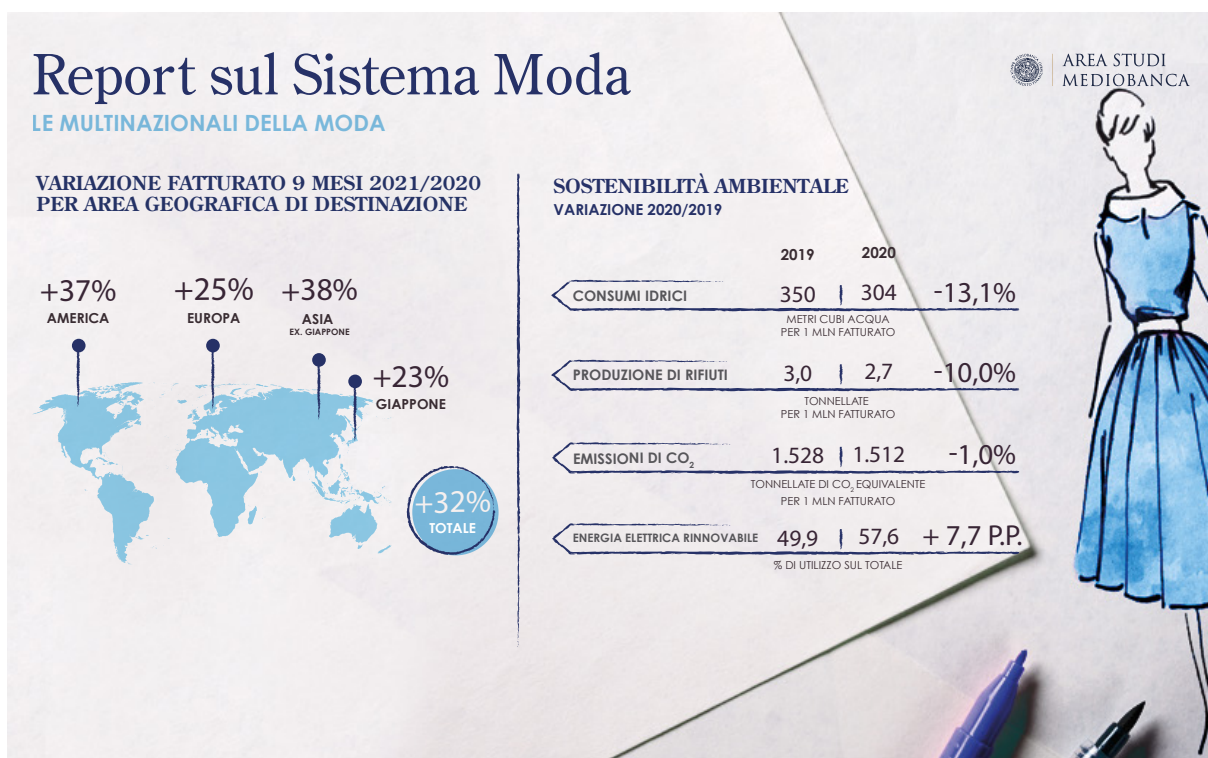 Report sul Sistema Moda
LE MULTINAZIONALI DELLA MODA
AREA STUDI
MEDIOBANCA
VARIAZIONE FATTURATO 9 MESI 2021/2020
PER AREA GEOGRAFICA DI DESTINAZIONE
+37%
AMERICA
+25%
EUROPA
+38%
ASIA
EX. GIAPPONE
+23%
GIAPPONE
+32%
TOTALE
SOSTENIBILITÀ AMBIENTALE
VARIAZIONE 2020/2019
2019 2020
CONSUMI IDRICI 350 304 -13,1%
METRI CUBI ACQUA
PER 1 MLN FATTURATO
PRODUZIONE DI RIFIUTI 3,0 2,7 -10,0%
TONNELLATE
PER 1 MLN FATTURATO
EMISSIONI DI CO2 1.528 1.512 -1,0%
TONNELLATE DI CO2 EQUIVALENTE
PER 1 MLN FATTURATO
ENERGIA ELETTRICA RINNOVABILE 49,9 57,6 + 7,7 P.P.
% DI UTILIZZO SUL TOTALE